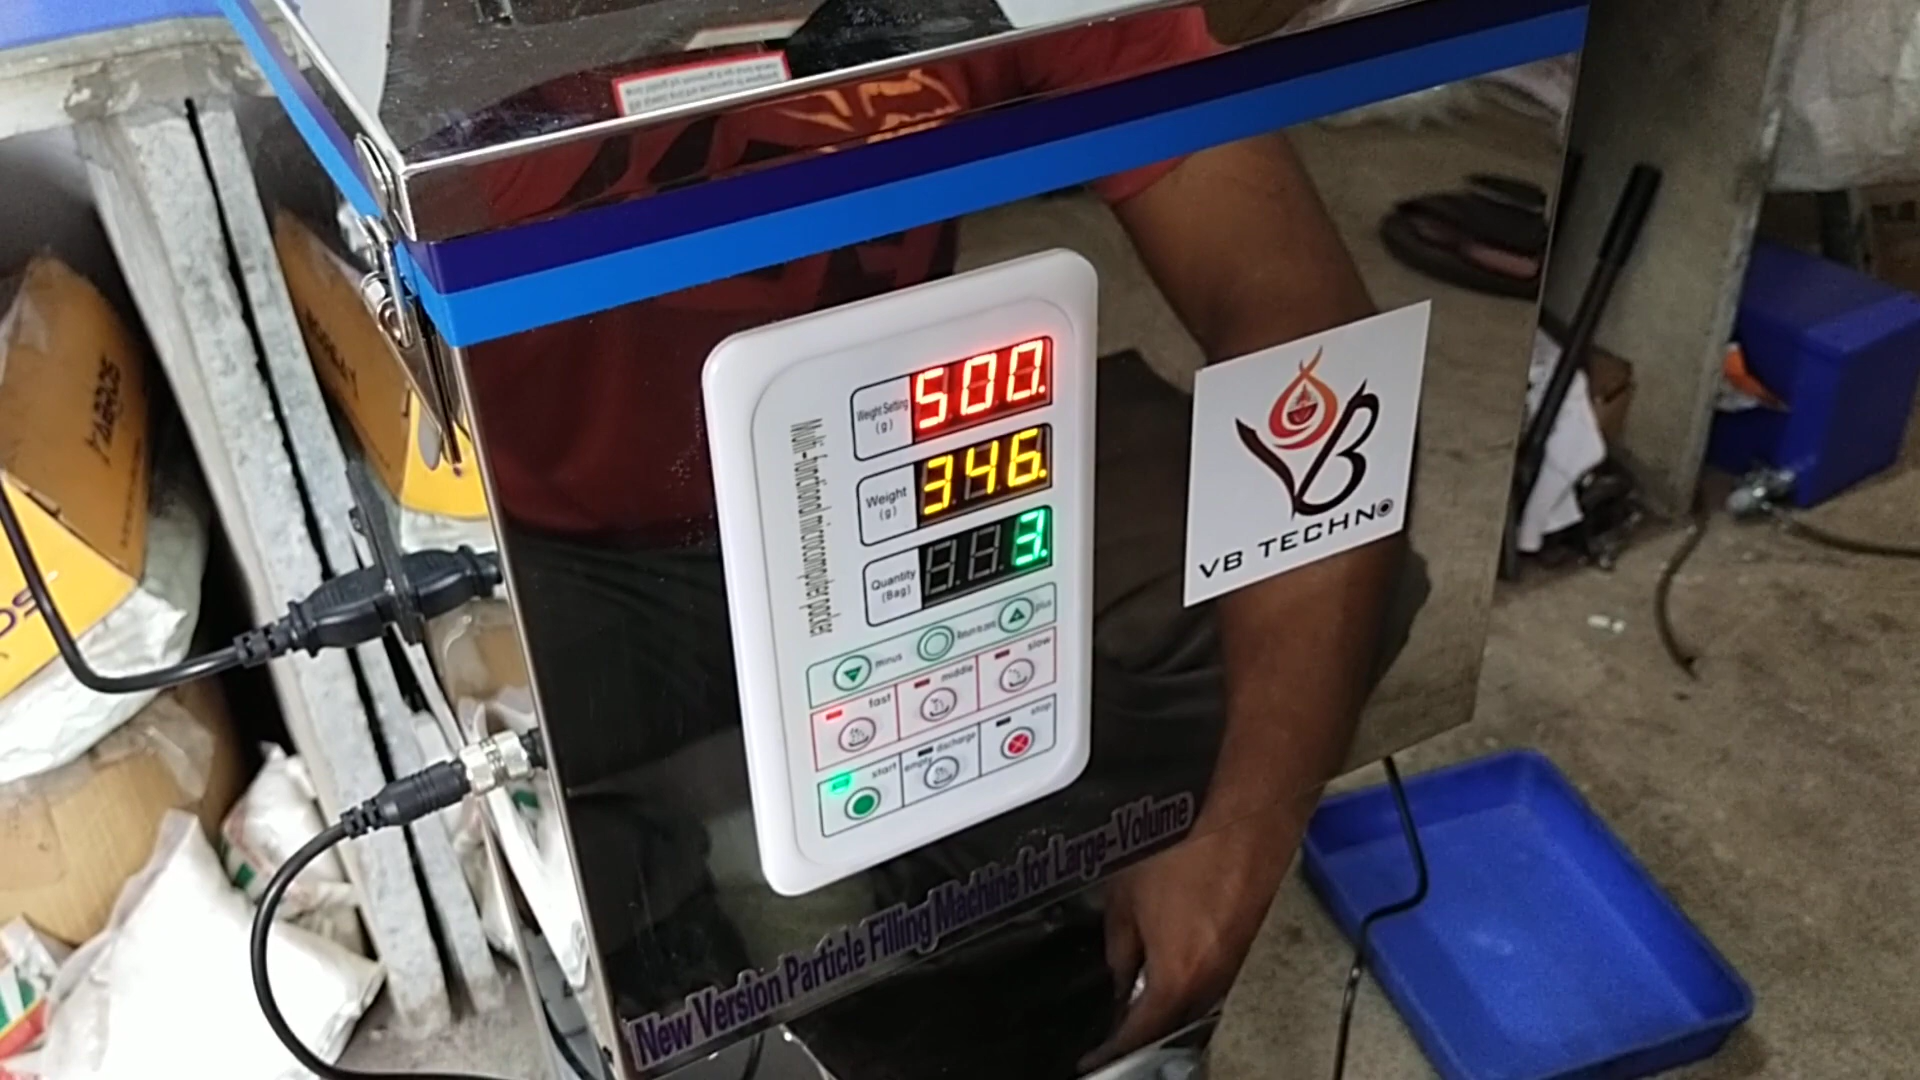 Multi-functional microcomputer packer
Weight Setting
(g)
500.
Weight
(g)
346.
Quantity
(Bag)
3.
minus
Return to zero
plus
fast
middle
slow
start
empty
discharge
stop
VB TECHNO
New Version Particle Filling Machine for Large-Volume
TABROS